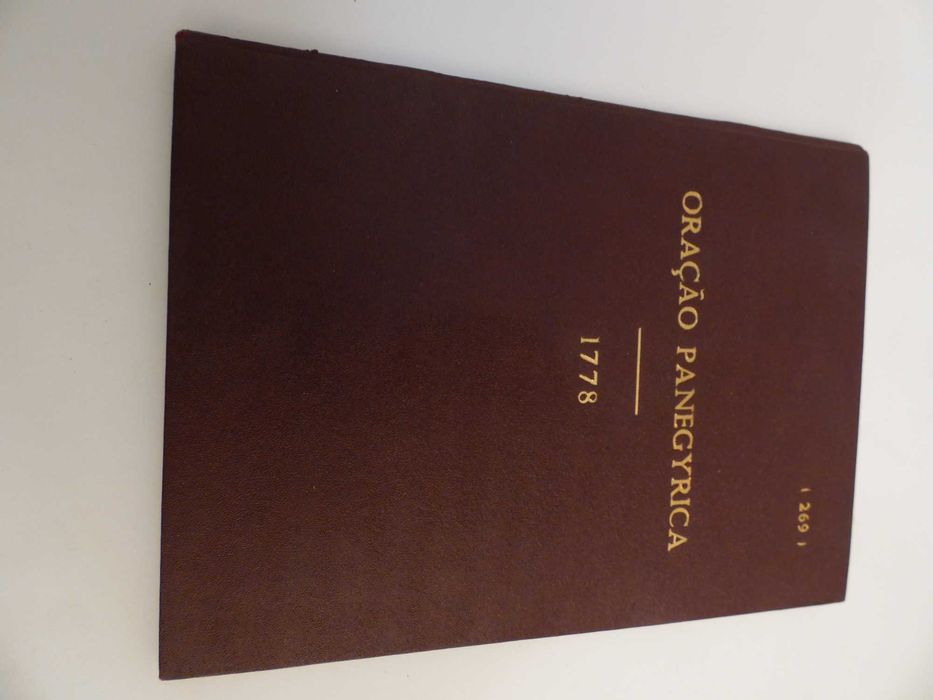 ( 269 )
ORAÇÃO PANEGYRICA
1778